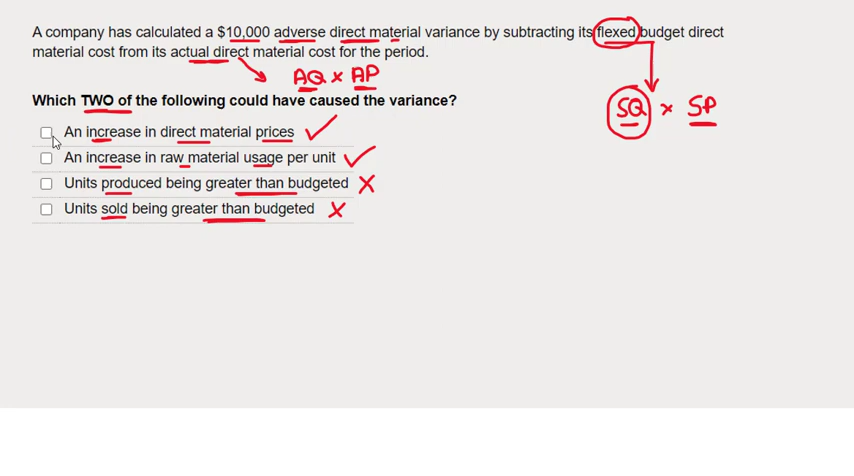 A company has calculated a $10,000 adverse direct material variance by subtracting its flexed budget direct
material cost from its actual direct material cost for the period.
AQ x AP
Which TWO of the following could have caused the variance?
SQ x SP
An increase in direct material prices
An increase in raw material usage per unit
Units produced being greater than budgeted
Units sold being greater than budgeted